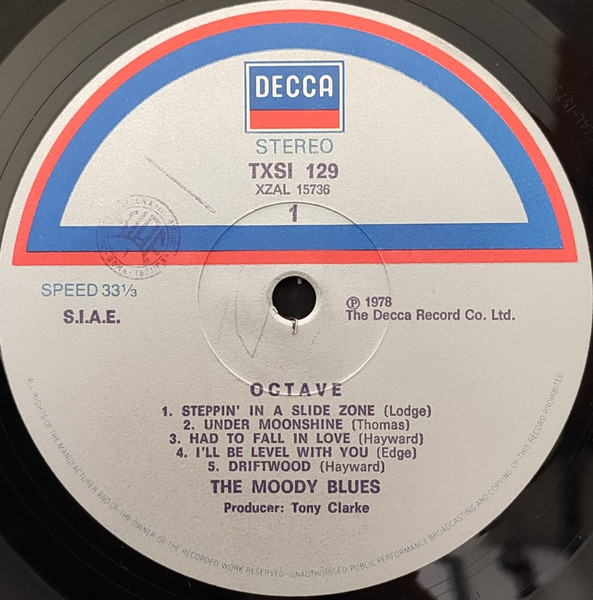 DECCA
STEREO
TXSI 129
XZAL 15736
1
SPEED 33⅓
S.I.A.E.
℗ 1978
The Decca Record Co. Ltd.
OCTAVE
1. STEPPIN' IN A SLIDE ZONE (Lodge)
2. UNDER MOONSHINE (Thomas)
3. HAD TO FALL IN LOVE (Hayward)
4. I'LL BE LEVEL WITH YOU (Edge)
5. DRIFTWOOD (Hayward)
THE MOODY BLUES
Producer: Tony Clarke
ALL RIGHTS OF THE MANUFACTURER AND OF THE OWNER OF THE RECORDED WORK RESERVED · UNAUTHORISED PUBLIC PERFORMANCE BROADCASTING AND COPYING OF THIS RECORD PROHIBITED